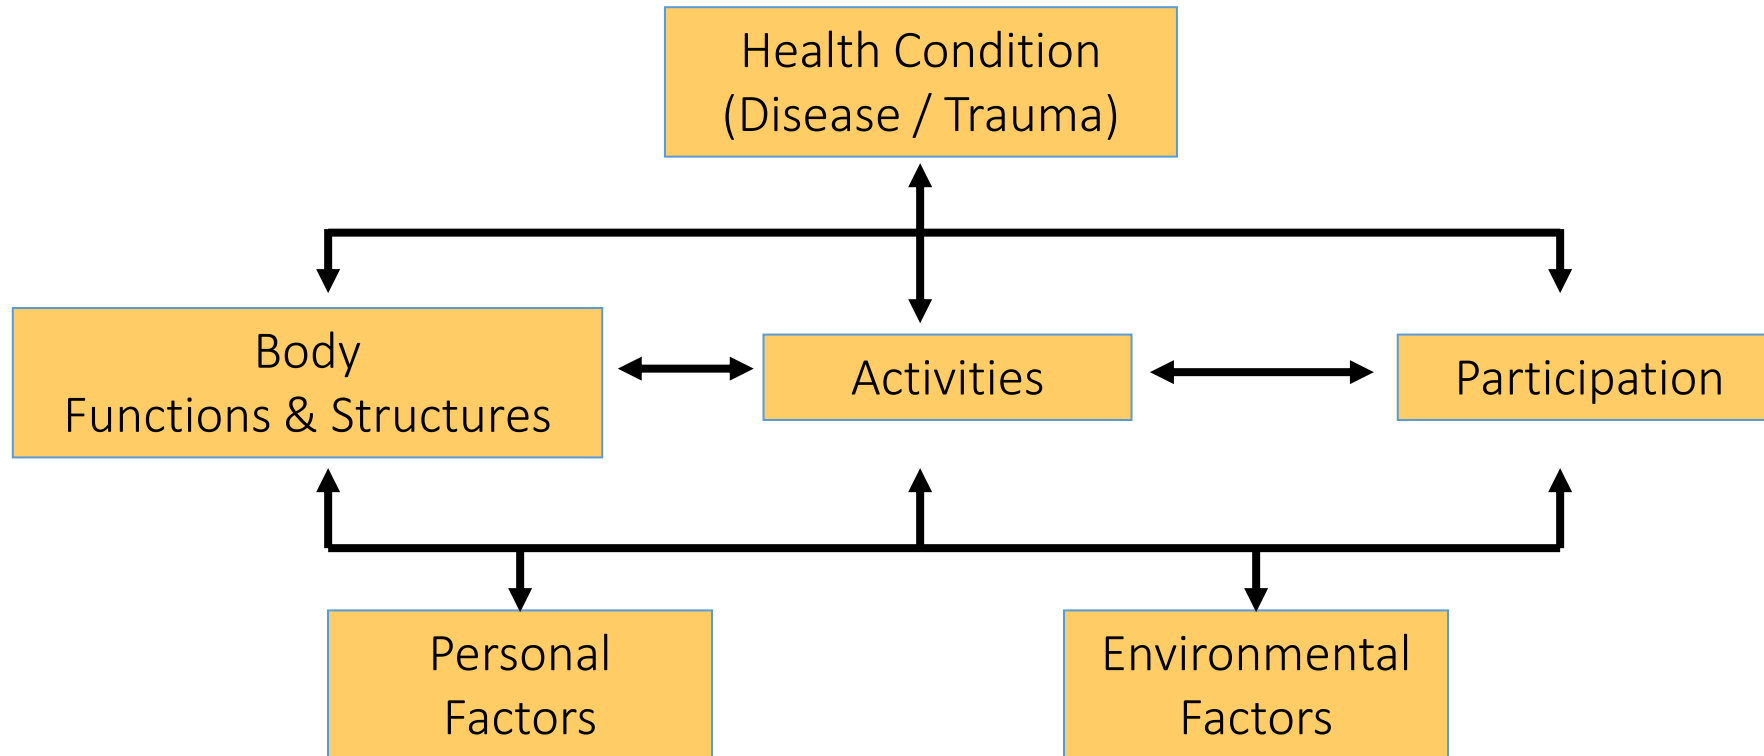 Health Condition
(Disease / Trauma)
Body
Functions & Structures
Activities
Participation
Personal
Factors
Environmental
Factors